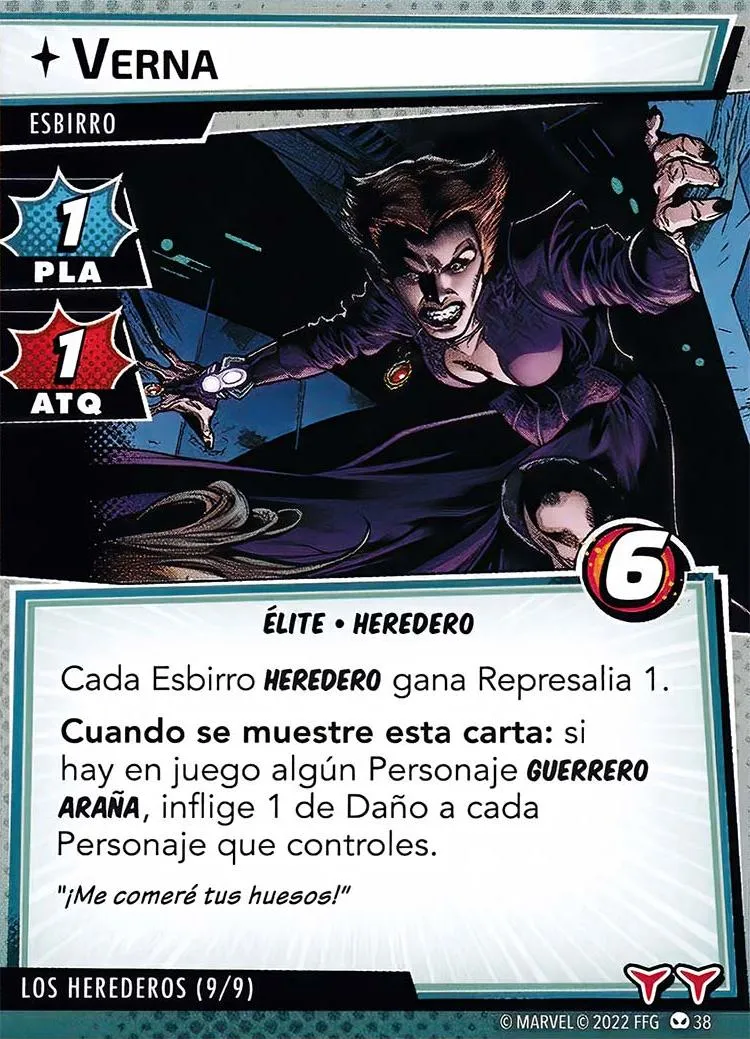 VERNA
ESBIRRO
1
PLA
1
ATQ
6
ÉLITE • HEREDERO
Cada Esbirro HEREDERO gana Represalia 1.
Cuando se muestre esta carta: si
hay en juego algún Personaje GUERRERO
ARAÑA, inflige 1 de Daño a cada
Personaje que controles.
"¡Me comeré tus huesos!"
LOS HEREDEROS (9/9)
© MARVEL © 2022 FFG 38